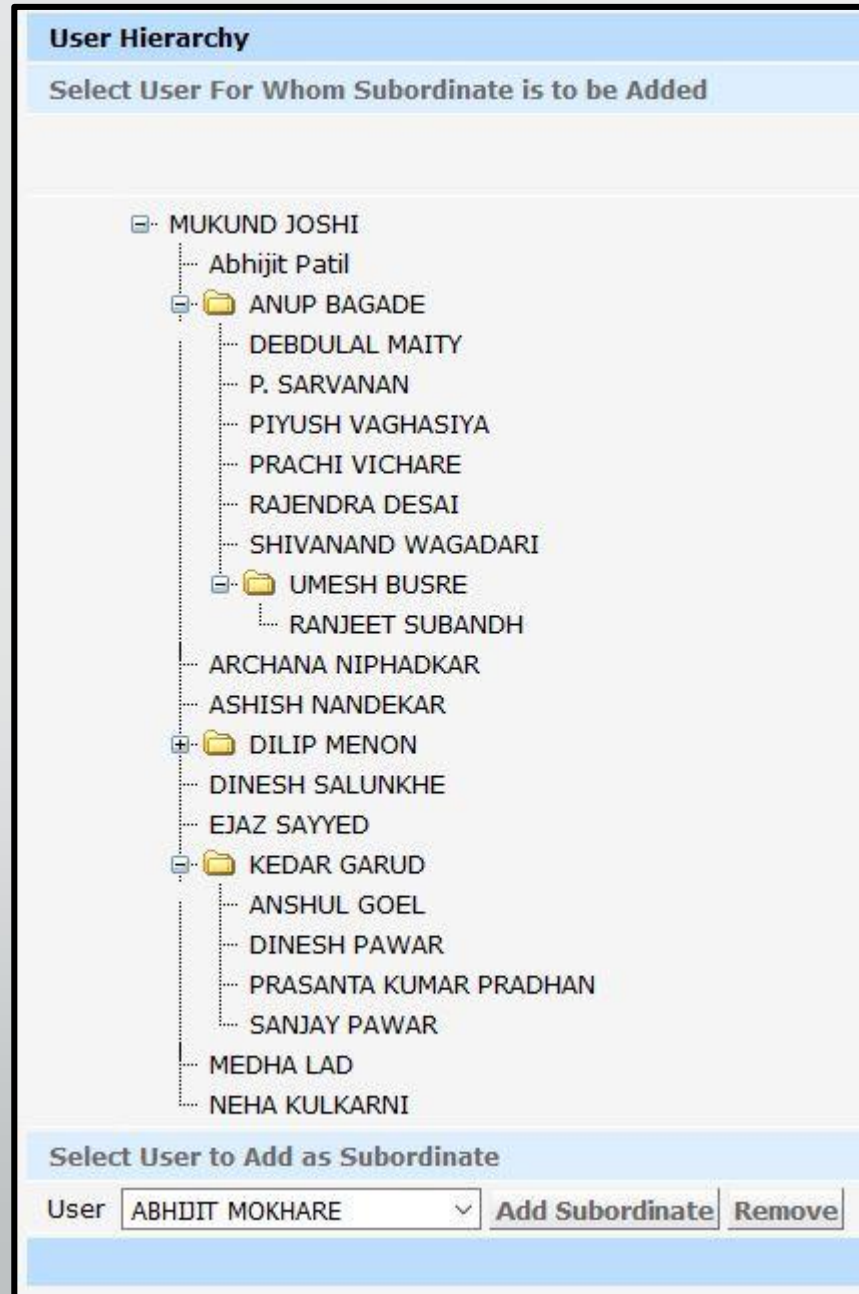 User Hierarchy
Select User For Whom Subordinate is to be Added
MUKUND JOSHI
Abhijit Patil
ANUP BAGADE
DEBDULAL MAITY
P. SARVANAN
PIYUSH VAGHASIYA
PRACHI VICHARE
RAJENDRA DESAI
SHIVANAND WAGADARI
UMESH BUSRE
RANJEET SUBANDH
ARCHANA NIPHADKAR
ASHISH NANDEKAR
DILIP MENON
DINESH SALUNKHE
EJAZ SAYYED
KEDAR GARUD
ANSHUL GOEL
DINESH PAWAR
PRASANTA KUMAR PRADHAN
SANJAY PAWAR
MEDHA LAD
NEHA KULKARNI
Select User to Add as Subordinate
User ABHIJIT MOKHARE Add Subordinate Remove